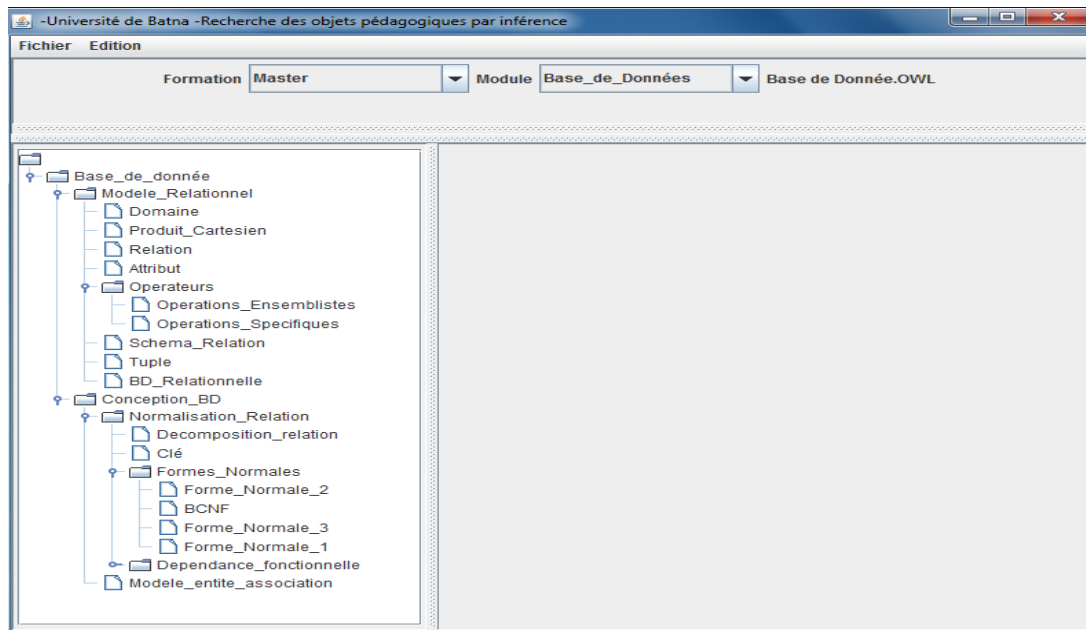 -Université de Batna -Recherche des objets pédagogiques par inférence
Fichier Edition
Formation Master Module Base_de_Données Base de Donnée.OWL
Base_de_donnée
Modele_Relationnel
Domaine
Produit_Cartesien
Relation
Attribut
Operateurs
Operations_Ensemblistes
Operations_Specifiques
Schema_Relation
Tuple
BD_Relationnelle
Conception_BD
Normalisation_Relation
Decomposition_relation
Clé
Formes_Normales
Forme_Normale_2
BCNF
Forme_Normale_3
Forme_Normale_1
Dependance_fonctionnelle
Modele_entite_association